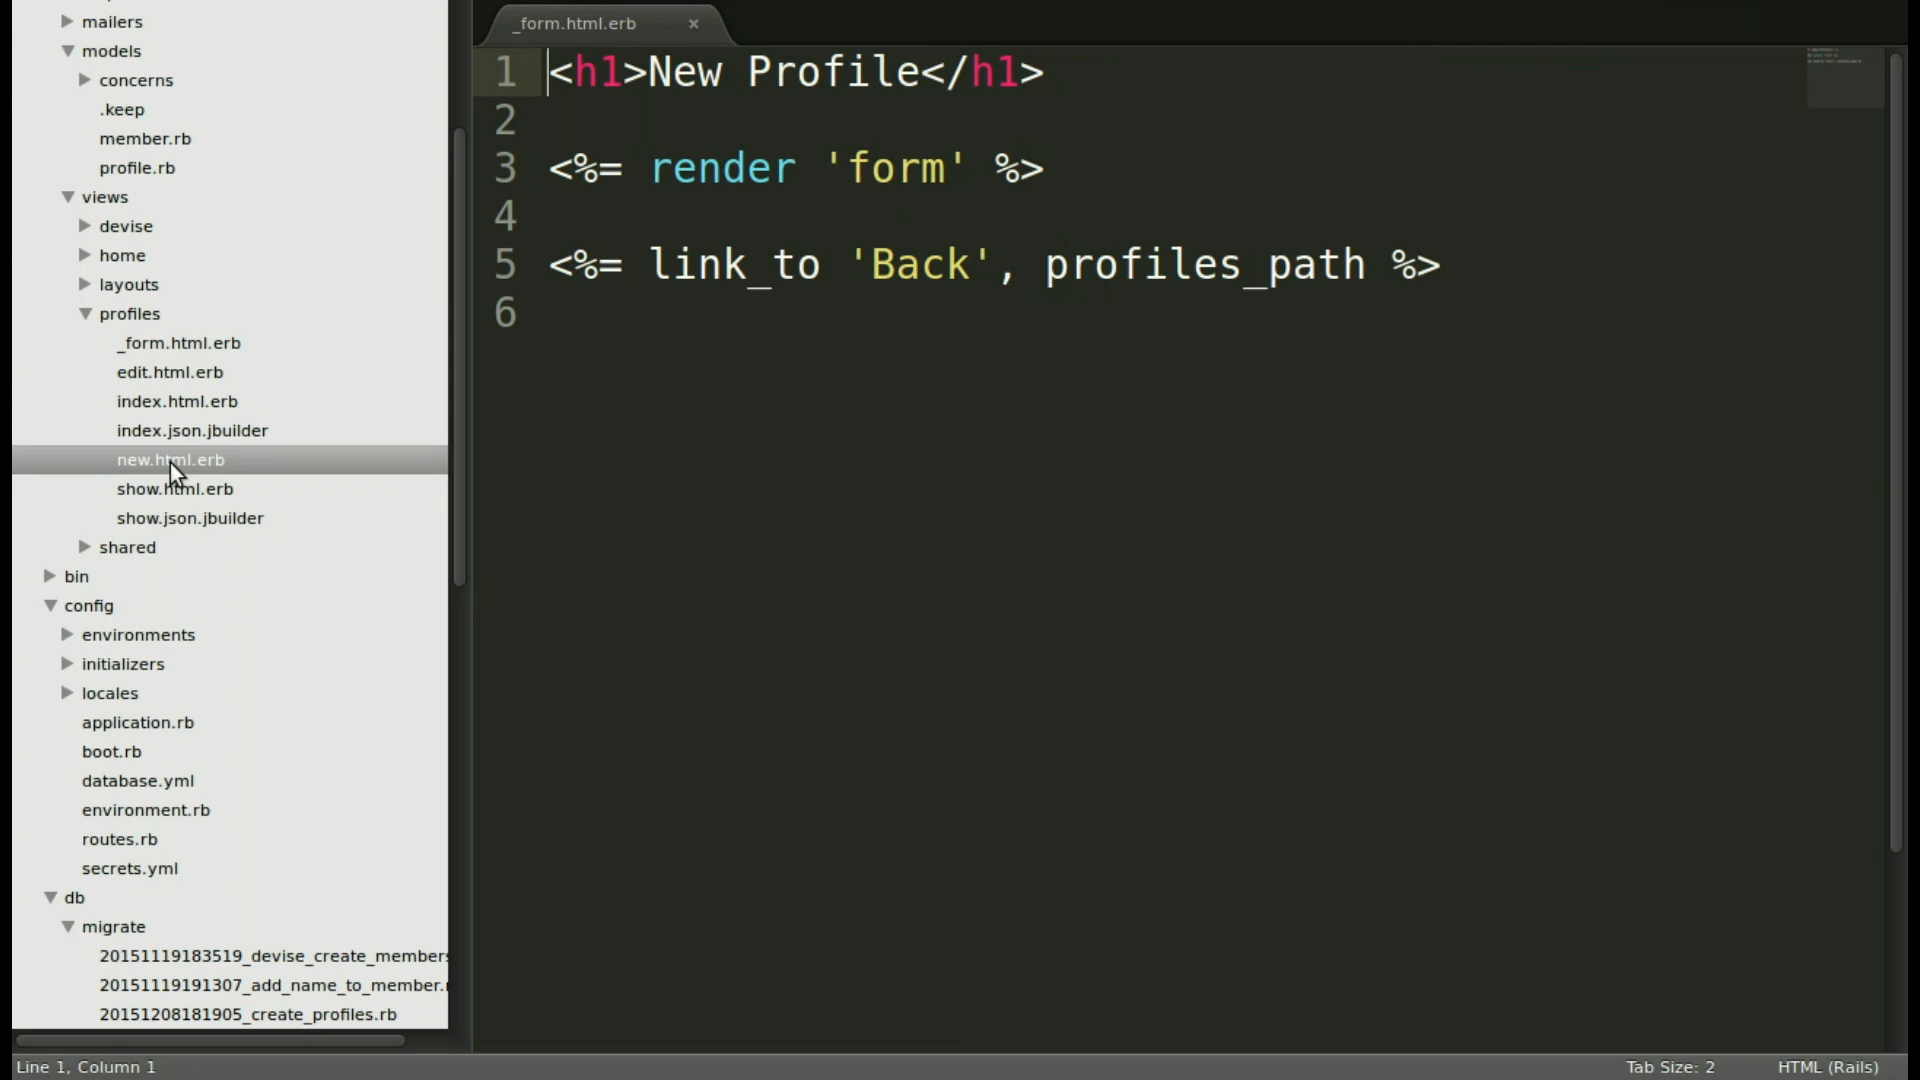 mailers
models
concerns
.keep
member.rb
profile.rb
views
devise
home
layouts
profiles
_form.html.erb
edit.html.erb
index.html.erb
index.json.jbuilder
new.html.erb
show.html.erb
show.json.jbuilder
shared
bin
config
environments
initializers
locales
application.rb
boot.rb
database.yml
environment.rb
routes.rb
secrets.yml
db
migrate
20151119183519_devise_create_members
20151119191307_add_name_to_member.r
20151208181905_create_profiles.rb
_form.html.erb ×
1 <h1>New Profile</h1>
2
3 <%= render 'form' %>
4
5 <%= link_to 'Back', profiles_path %>
6
Line 1, Column 1
Tab Size: 2
HTML (Rails)